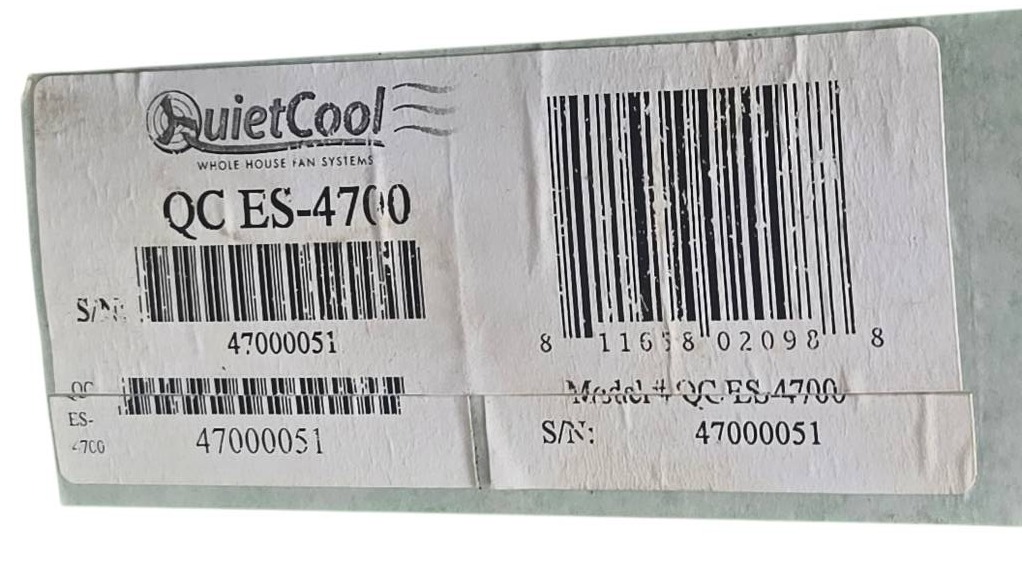 QuietCool
WHOLE HOUSE FAN SYSTEMS
QC ES-4700
S/N:
47000051
QC
ES-
4700
47000051
8 11658 02098 8
Model # QC ES-4700
S/N: 47000051